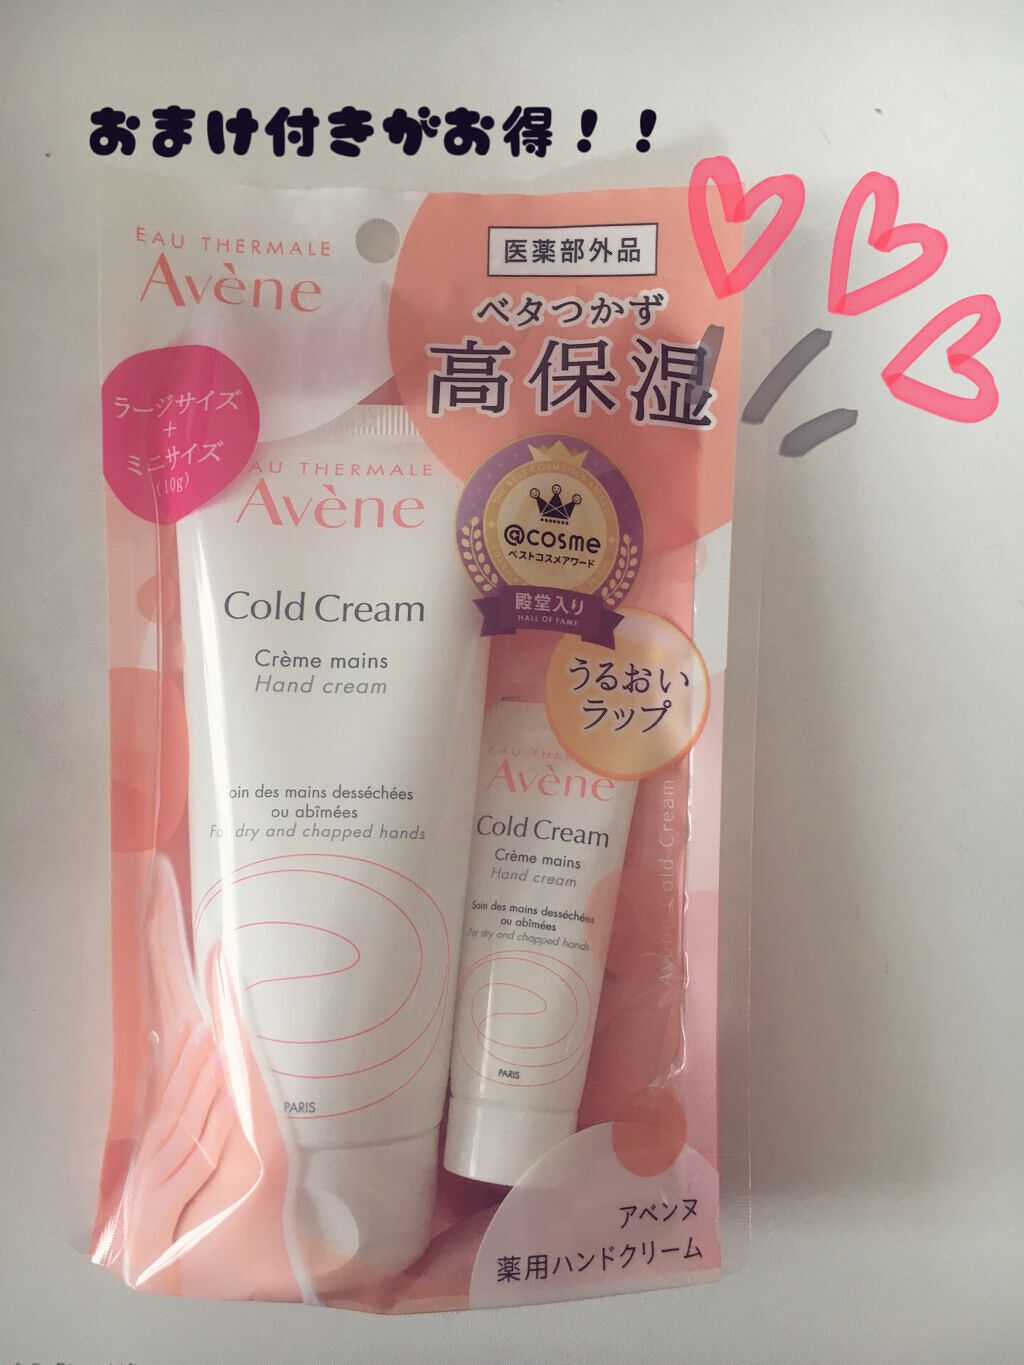 おまけ付きがお得！！
EAU THERMALE
Avène
医薬部外品
ベタつかず
高保湿
ラージサイズ
+
ミニサイズ
(10g)
EAU THERMALE
Avène
@cosme
ベストコスメアワード
殿堂入り
HALL OF FAME
Cold Cream
Crème mains
Hand cream
うるおい
ラップ
Soin des mains desséchées
ou abîmées
For dry and chapped hands
PARIS
EAU THER
Avène
Cold Cream
Crème mains
Hand cream
Soin des mains desséchées
ou abîmées
For dry and chapped hands
PARIS
Avène Cold Cream
アベンヌ
薬用ハンドクリーム